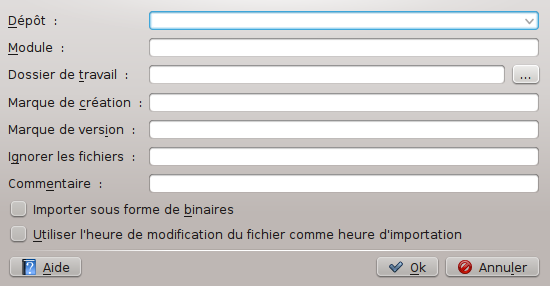 Dépôt :
Module :
Dossier de travail :
...
Marque de création :
Marque de version :
Ignorer les fichiers :
Commentaire :
Importer sous forme de binaires
Utiliser l'heure de modification du fichier comme heure d'importation
Aide
Ok
Annuler